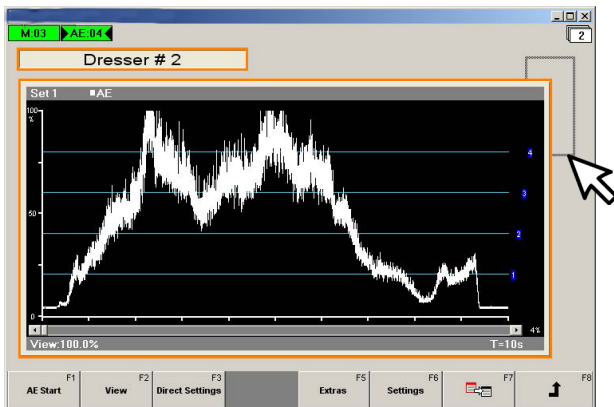 M:03 AE:04
2
Dresser # 2
Set 1 AE
100
%
4
3
50
2
1
0
4%
View:100.0% T=10s
F1 F2 F3 F5 F6 F7 F8
AE Start View Direct Settings Extras Settings